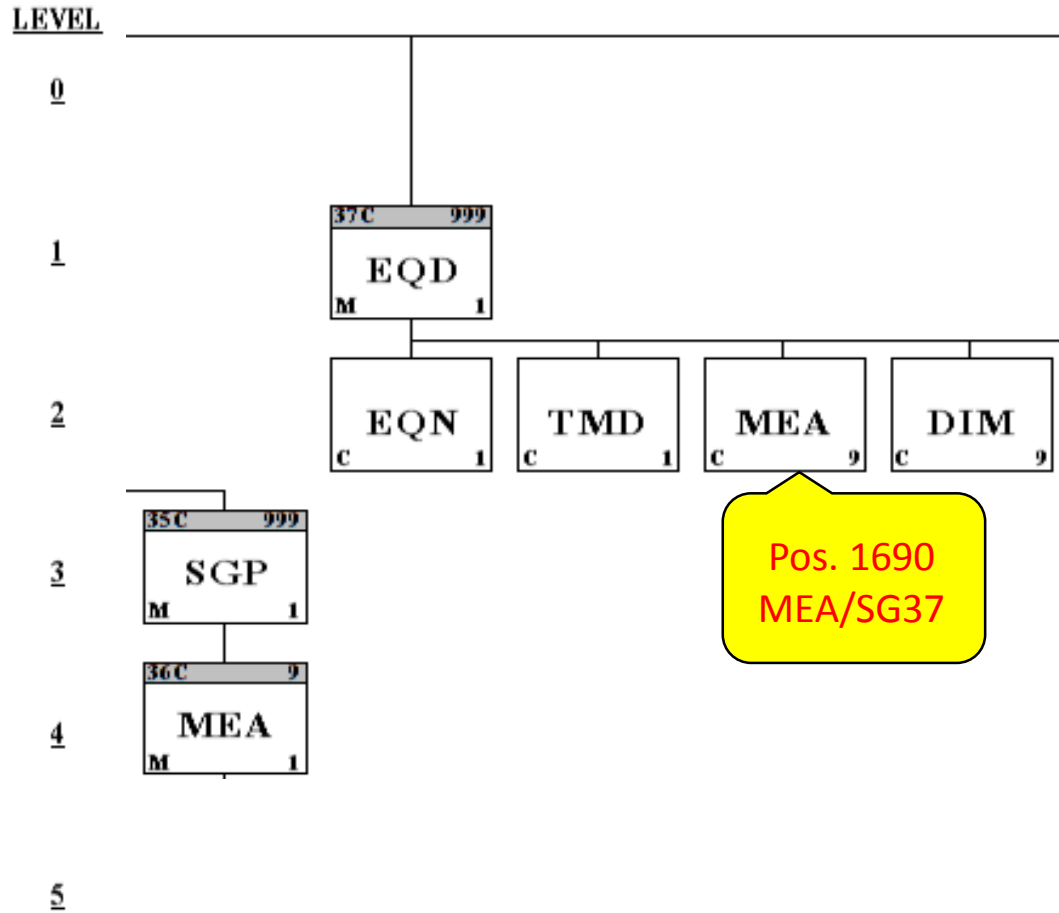 LEVEL
0
37C 999
1
EQD
M 1
2
EQN
C 1
TMD
C 1
MEA
C 9
DIM
C 9
Pos. 1690
MEA/SG37
35C 999
3
SGP
M 1
36C 9
4
MEA
M 1
5